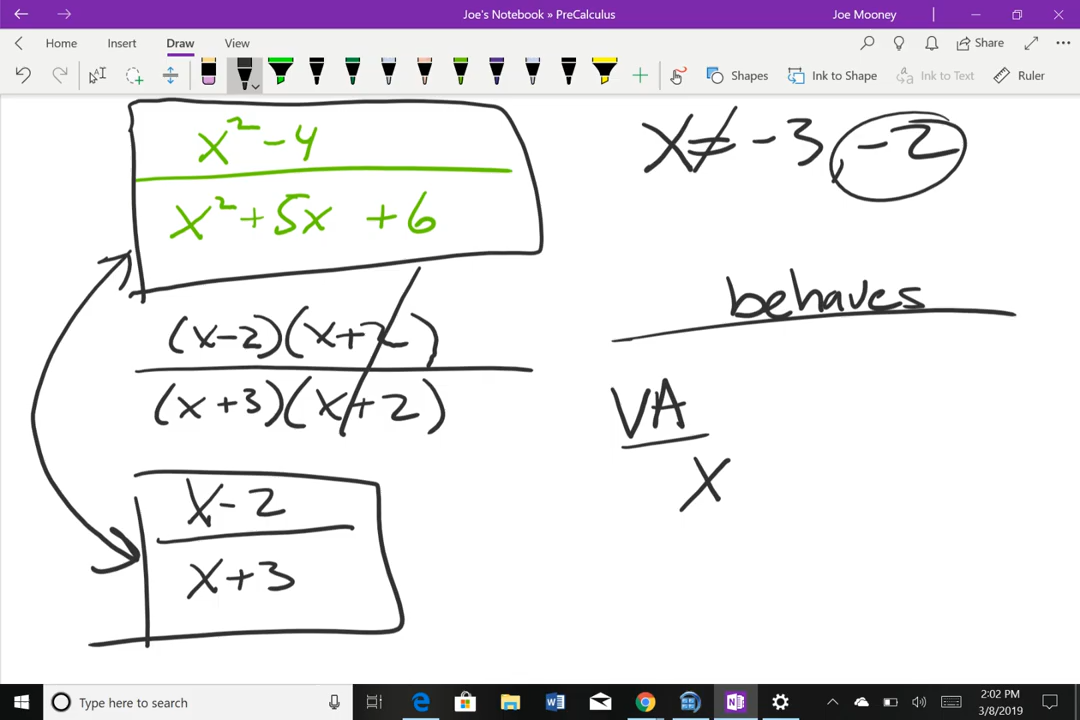 Joe's Notebook » PreCalculus
Joe Mooney
Home Insert Draw View
Share
Shapes Ink to Shape Ink to Text Ruler
x² - 4
x² + 5x + 6
(x-2)(x+2)
(x+3)(x+2)
x-2
x+3
x ≠ -3, -2
behaves
VA
x
Type here to search
2:02 PM
3/8/2019